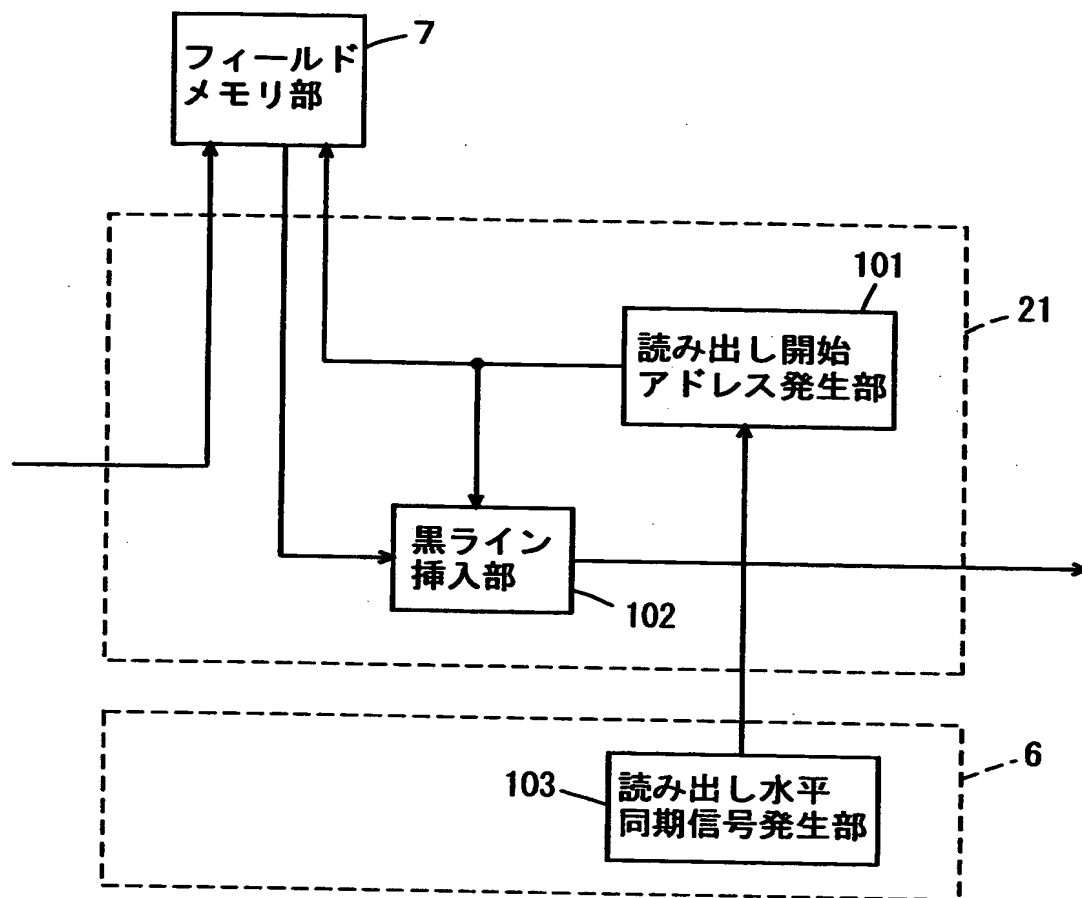 フィールド
メモリ部
7
101
読み出し開始
アドレス発生部
21
黒ライン
挿入部
102
103
読み出し水平
同期信号発生部
6